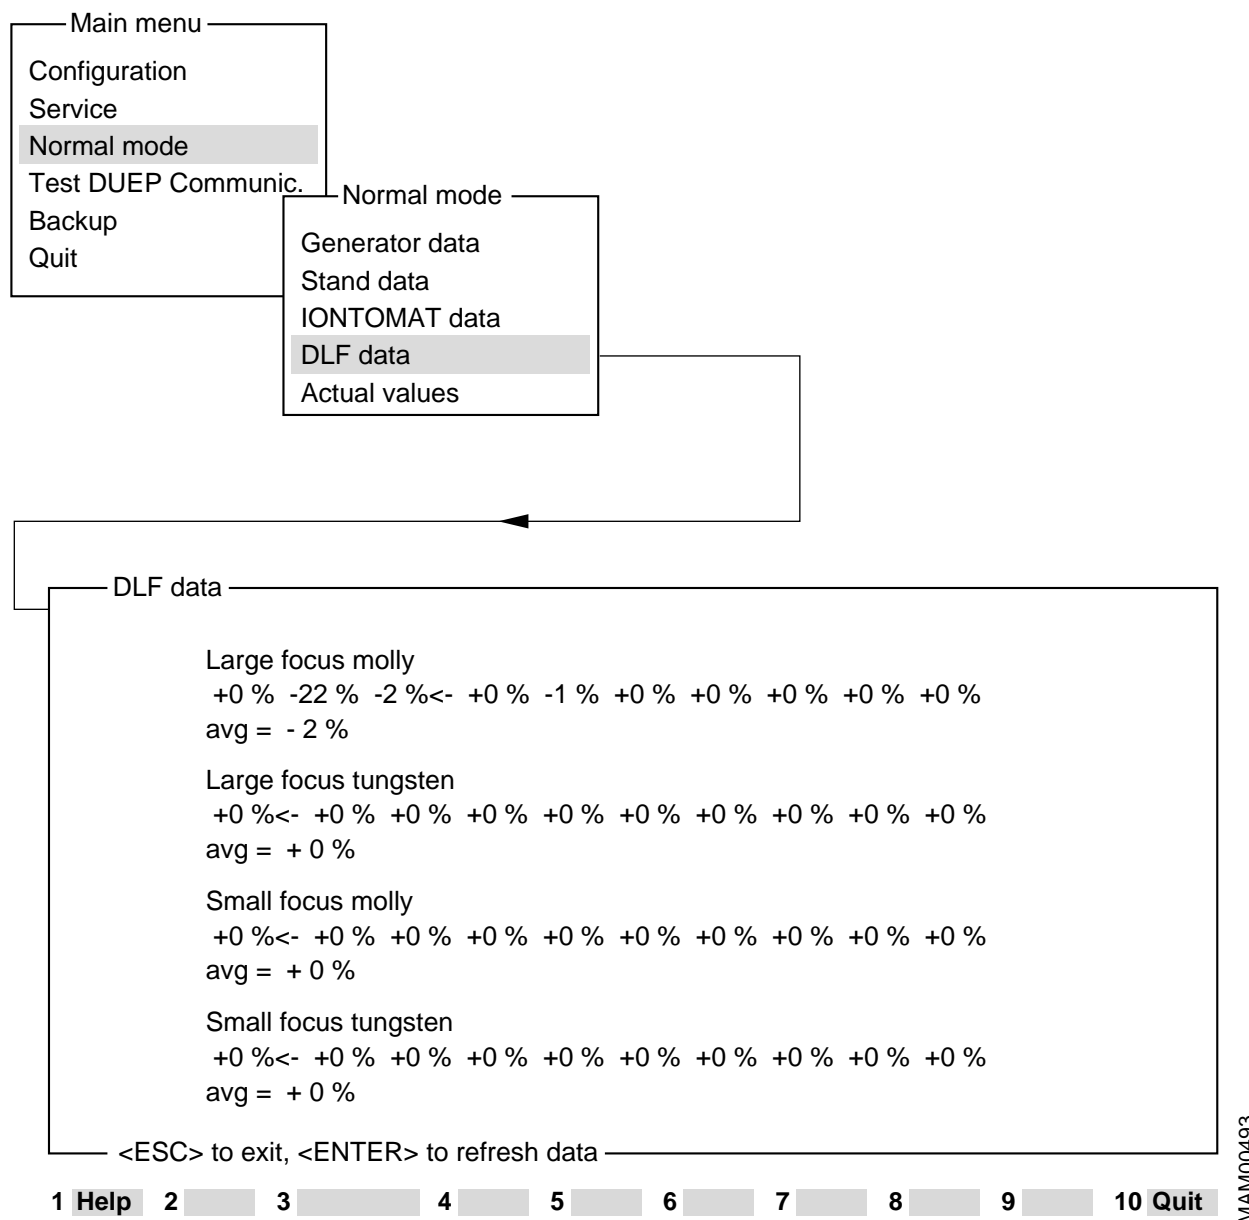 Main menu
Configuration
Service
Normal mode
Test DUEP Communic.
Backup
Quit
Normal mode
Generator data
Stand data
IONTOMAT data
DLF data
Actual values
DLF data
Large focus molly
+0 % -22 % -2 %<- +0 % -1 % +0 % +0 % +0 % +0 % +0 %
avg = - 2 %
Large focus tungsten
+0 %<- +0 % +0 % +0 % +0 % +0 % +0 % +0 % +0 % +0 %
avg = + 0 %
Small focus molly
+0 %<- +0 % +0 % +0 % +0 % +0 % +0 % +0 % +0 % +0 %
avg = + 0 %
Small focus tungsten
+0 %<- +0 % +0 % +0 % +0 % +0 % +0 % +0 % +0 % +0 %
avg = + 0 %
<ESC> to exit, <ENTER> to refresh data
1 Help 2 3 4 5 6 7 8 9 10 Quit
MAM00493